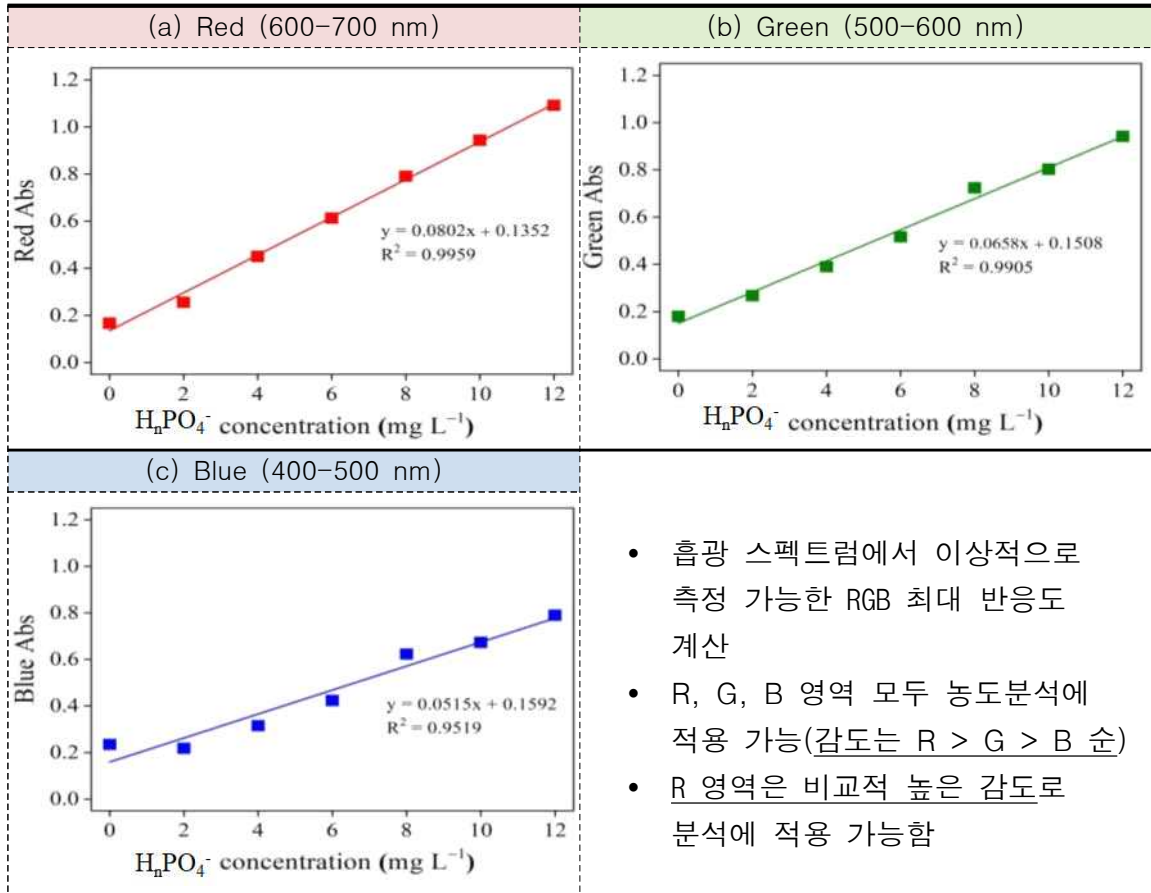 (a) Red (600-700 nm)
1.2
1.0
0.8
0.6
0.4
0.2
0.0
Red Abs
y = 0.0802x + 0.1352
R² = 0.9959
0 2 4 6 8 10 12
HₙPO₄⁻ concentration (mg L⁻¹)
(b) Green (500-600 nm)
1.2
1.0
0.8
0.6
0.4
0.2
0.0
Green Abs
y = 0.0658x + 0.1508
R² = 0.9905
0 2 4 6 8 10 12
HₙPO₄⁻ concentration (mg L⁻¹)
(c) Blue (400-500 nm)
1.2
1.0
0.8
0.6
0.4
0.2
0.0
Blue Abs
y = 0.0515x + 0.1592
R² = 0.9519
0 2 4 6 8 10 12
HₙPO₄⁻ concentration (mg L⁻¹)
• 흡광 스펙트럼에서 이상적으로
측정 가능한 RGB 최대 반응도
계산
• R, G, B 영역 모두 농도분석에
적용 가능(감도는 R > G > B 순)
• R 영역은 비교적 높은 감도로
분석에 적용 가능함